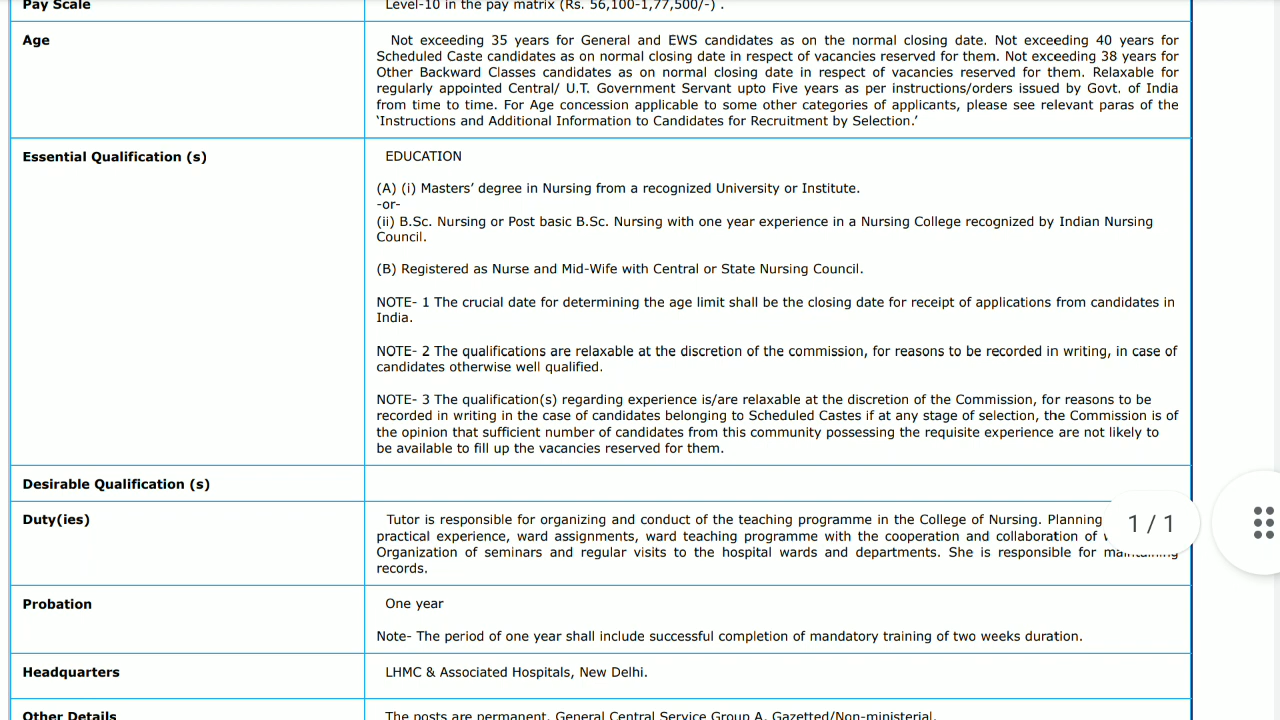 Pay Scale
Level-10 in the pay matrix (Rs. 56,100-1,77,500/-) .
Age
Not exceeding 35 years for General and EWS candidates as on the normal closing date. Not exceeding 40 years for
Scheduled Caste candidates as on normal closing date in respect of vacancies reserved for them. Not exceeding 38 years for
Other Backward Classes candidates as on normal closing date in respect of vacancies reserved for them. Relaxable for
regularly appointed Central/ U.T. Government Servant upto Five years as per instructions/orders issued by Govt. of India
from time to time. For Age concession applicable to some other categories of applicants, please see relevant paras of the
‘Instructions and Additional Information to Candidates for Recruitment by Selection.’
Essential Qualification (s)
EDUCATION
(A) (i) Masters’ degree in Nursing from a recognized University or Institute.
-or-
(ii) B.Sc. Nursing or Post basic B.Sc. Nursing with one year experience in a Nursing College recognized by Indian Nursing
Council.
(B) Registered as Nurse and Mid-Wife with Central or State Nursing Council.
NOTE- 1 The crucial date for determining the age limit shall be the closing date for receipt of applications from candidates in
India.
NOTE- 2 The qualifications are relaxable at the discretion of the commission, for reasons to be recorded in writing, in case of
candidates otherwise well qualified.
NOTE- 3 The qualification(s) regarding experience is/are relaxable at the discretion of the Commission, for reasons to be
recorded in writing in the case of candidates belonging to Scheduled Castes if at any stage of selection, the Commission is of
the opinion that sufficient number of candidates from this community possessing the requisite experience are not likely to
be available to fill up the vacancies reserved for them.
Desirable Qualification (s)
Duty(ies)
Tutor is responsible for organizing and conduct of the teaching programme in the College of Nursing. Planning
practical experience, ward assignments, ward teaching programme with the cooperation and collaboration of
Organization of seminars and regular visits to the hospital wards and departments. She is responsible for maintaining
records.
1 / 1
Probation
One year
Note- The period of one year shall include successful completion of mandatory training of two weeks duration.
Headquarters
LHMC & Associated Hospitals, New Delhi.
Other Details
The posts are permanent, General Central Service Group A, Gazetted/Non-ministerial.